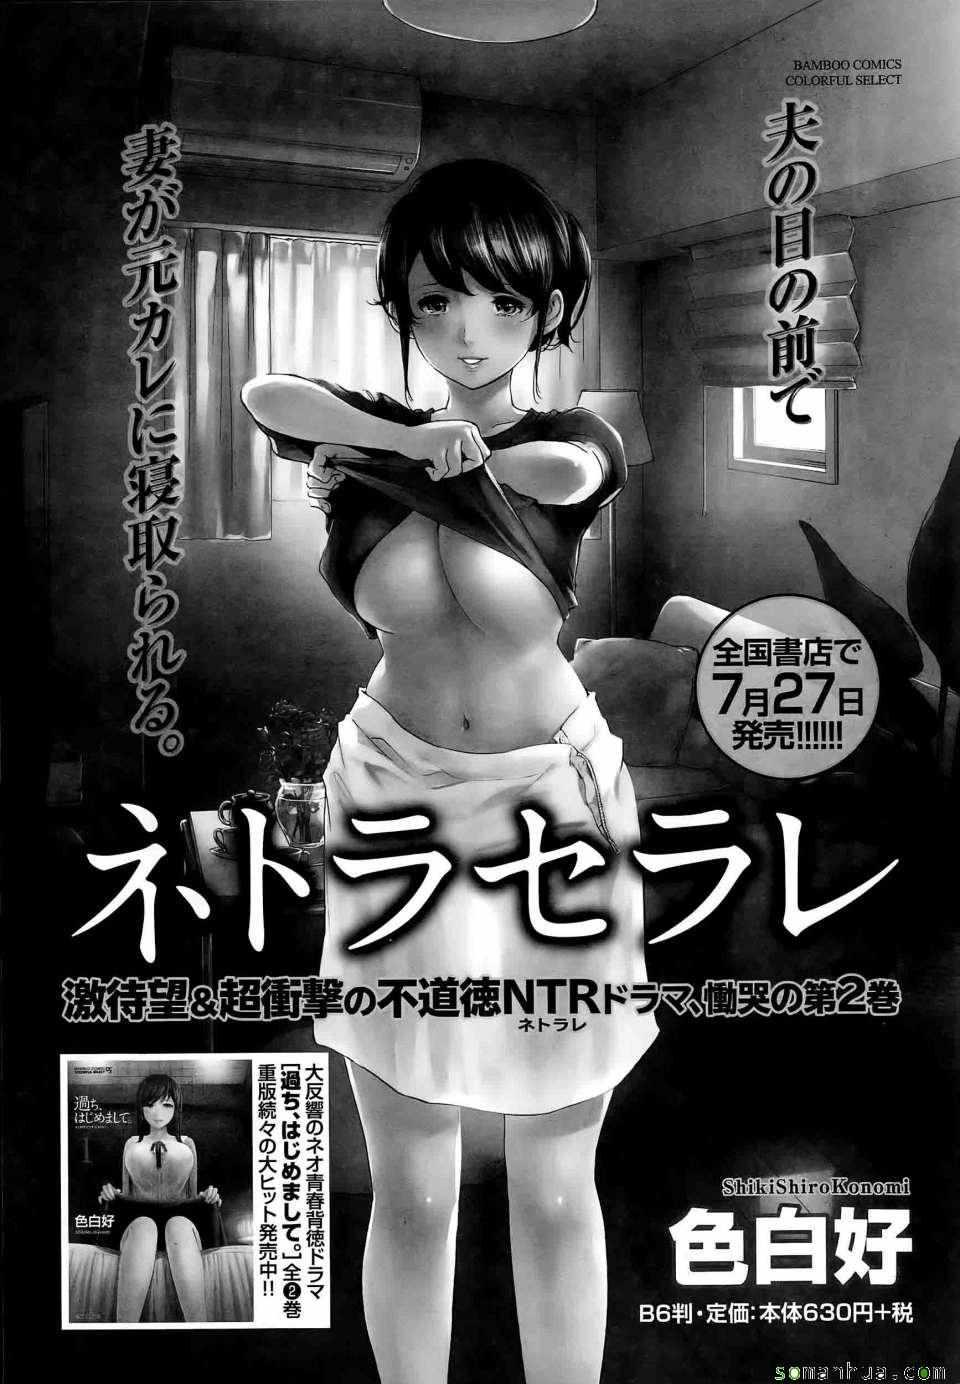 BAMBOO COMICS
COLORFUL SELECT
夫の目の前で
妻が元カレに寝取られる。
全国書店で
7月27日
発売!!!!!!
ネトラセラレ
激待望&超衝撃の不道徳NTRドラマ、慟哭の第2巻
ネトラレ
大反響のネオ青春背徳ドラマ
[過ち、はじめまして。]全❷巻
重版続々の大ヒット発売中!!
過ち、
はじめまして。
1
色白好
ShikiShiroKonomi
色白好
B6判・定価:本体630円+税
somanhua.com